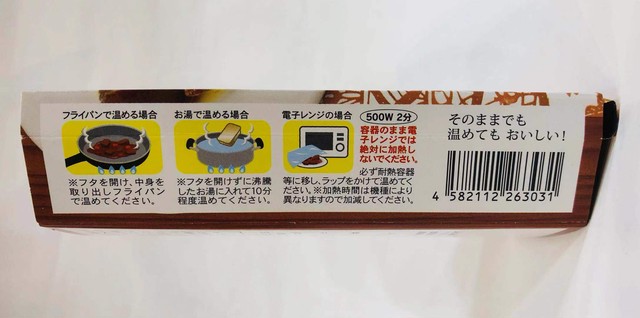 フライパンで温める場合
※フタを開け、中身を
取り出しフライパン
で温めてください。
お湯で温める場合
※フタを開けずに沸騰
したお湯に入れて10分
程度温めてください。
電子レンジの場合 500W 2分
容器のまま電
子レンジでは
絶対に加熱し
ないでください。
必ず耐熱容器
等に移し、ラップをかけて温めてく
ださい。※加熱時間は機種により
異なりますので加減してください。
そのままでも
温めても おいしい!
4 582112 263031